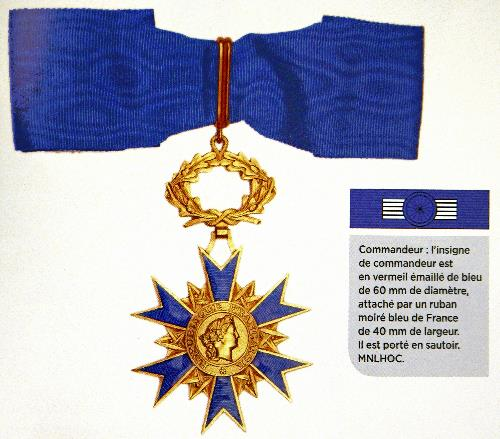 Commandeur : l'insigne
de commandeur est
en vermeil émaillé de bleu
de 60 mm de diamètre,
attaché par un ruban
moiré bleu de France
de 40 mm de largeur.
Il est porté en sautoir.
MNLHOC.